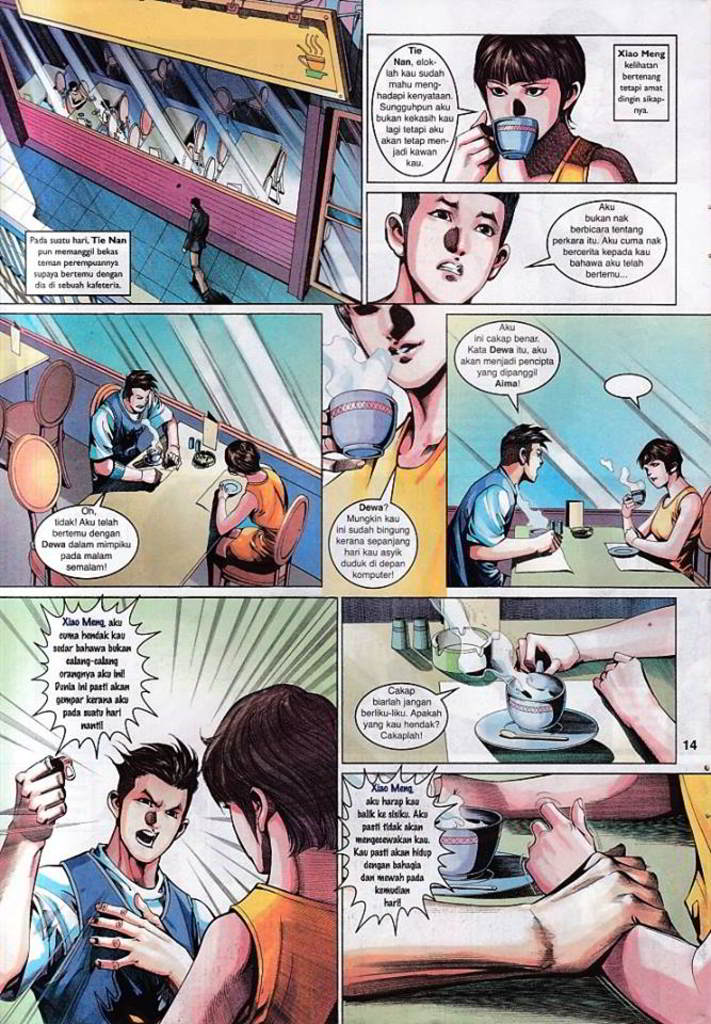 Pada suatu hari, Tie Nan
pun memanggil bekas
teman perempuannya
supaya bertemu dengan
dia di sebuah kafeteria.
Tie
Nan, elok-
lah kau sudah
mahu meng-
hadapi kenyataan.
Sungguhpun aku
bukan kekasih kau
lagi tetapi aku
akan tetap men-
jadi kawan
kau.
Xiao Meng
kelihatan
bertenang
tetapi amat
dingin sikap-
nya.
Aku
bukan nak
berbicara tentang
perkara itu. Aku cuma nak
bercerita kepada kau
bahawa aku telah
bertemu...
Oh,
tidak! Aku telah
bertemu dengan
Dewa dalam mimpiku
pada malam
semalam!
Dewa?
Mungkin kau
ini sudah bingung
kerana sepanjang
hari kau asyik
duduk di depan
komputer!
Aku
ini cakap benar.
Kata Dewa itu, aku
akan menjadi pencipta
yang dipanggil
Aima!
Xiao Meng, aku
cuma hendak kau
sedar bahawa bukan
calang-calang
orangnya aku ini!
Dunia ini pasti akan
gempar kerana aku
pada suatu hari
nanti!
Cakap
biarlah jangan
berliku-liku. Apakah
yang kau hendak?
Cakaplah!
14
Xiao Meng,
aku harap kau
balik ke sisiku. Aku
pasti tidak
mengecewakan kau.
Kau pasti akan hidup
dengan bahagia
dan mewah pada
kemudian
hari!